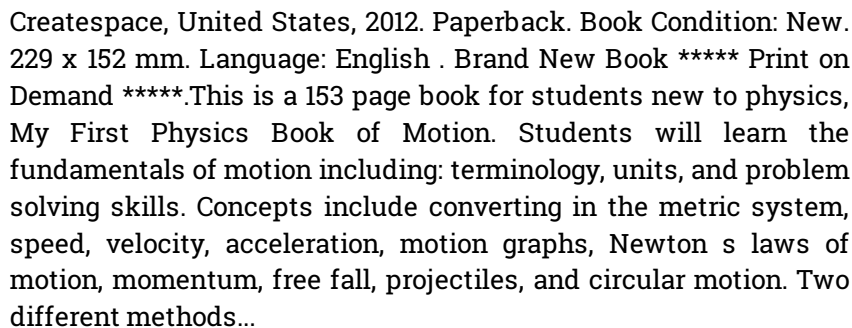 Createspace, United States, 2012. Paperback. Book Condition: New.
229 x 152 mm. Language: English . Brand New Book ***** Print on
Demand *****.This is a 153 page book for students new to physics,
My First Physics Book of Motion. Students will learn the
fundamentals of motion including: terminology, units, and problem
solving skills. Concepts include converting in the metric system,
speed, velocity, acceleration, motion graphs, Newton s laws of
motion, momentum, free fall, projectiles, and circular motion. Two
different methods...